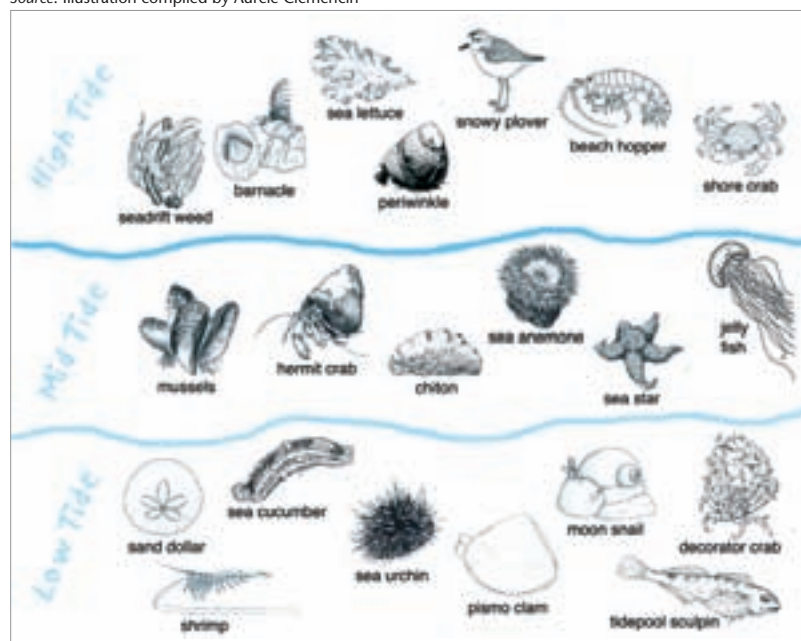 Source: Illustration compiled by Aurèle Clemencin
High Tide
sea lettuce
snowy plover
beach hopper
shore crab
barnacle
periwinkle
seadrift weed
Mid Tide
mussels
hermit crab
chiton
sea anemone
sea star
jelly
fish
Low Tide
sand dollar
sea cucumber
sea urchin
moon snail
decorator crab
shrimp
pismo clam
tidepool sculpin